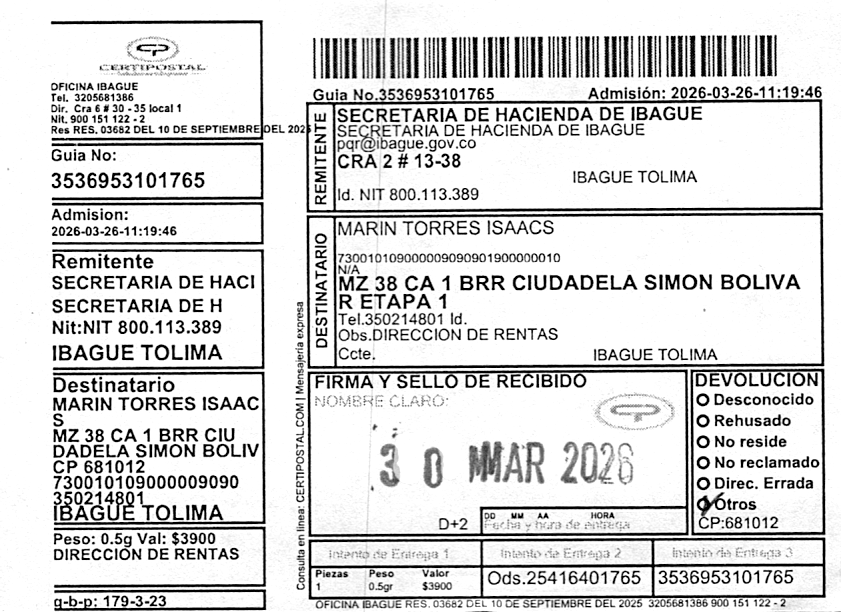 CERTIPOSTAL
OFICINA IBAGUE
Tel. 3205681386
Dir. Cra 6 # 30 - 35 local 1
Nit. 900 151 122 - 2
Res RES. 03682 DEL 10 DE SEPTIEMBRE DEL 2025
Guia No:
3536953101765
Admision:
2026-03-26-11:19:46
Remitente
SECRETARIA DE HACI
SECRETARIA DE H
Nit:NIT 800.113.389
IBAGUE TOLIMA
Destinatario
MARIN TORRES ISAAC
S
MZ 38 CA 1 BRR CIU
DADELA SIMON BOLIV
CP 681012
730010109000009090
350214801
IBAGUE TOLIMA
Peso: 0.5g Val: $3900
DIRECCIÓN DE RENTAS
g-b-p: 179-3-23
Guia No.3536953101765 Admisión: 2026-03-26-11:19:46
REMITENTE
SECRETARIA DE HACIENDA DE IBAGUE
SECRETARIA DE HACIENDA DE IBAGUE
pqr@ibague.gov.co
CRA 2 # 13-38
IBAGUE TOLIMA
Id. NIT 800.113.389
DESTINATARIO
MARIN TORRES ISAACS
730010109000009090901900000010
N/A
MZ 38 CA 1 BRR CIUDADELA SIMON BOLIVA
R ETAPA 1
Tel.350214801 Id.
Obs.DIRECCION DE RENTAS
Ccte. IBAGUE TOLIMA
Consulta en línea: CERTIPOSTAL.COM | Mensajería expresa
FIRMA Y SELLO DE RECIBIDO
NOMBRE CLARO:
30 MAR 2026
D+2
DD MM AA HORA
Fecha y hora de entrega
DEVOLUCION
Desconocido
Rehusado
No reside
No reclamado
Direc. Errada
Otros
CP:681012
Intento de Entrega 1 Intento de Entrega 2 Intento de Entrega 3
Piezas Peso Valor
1 0.5gr $3900
Ods.25416401765 3536953101765
OFICINA IBAGUE RES. 03682 DEL 10 DE SEPTIEMBRE DEL 2025 3205681386 900 151 122 - 2